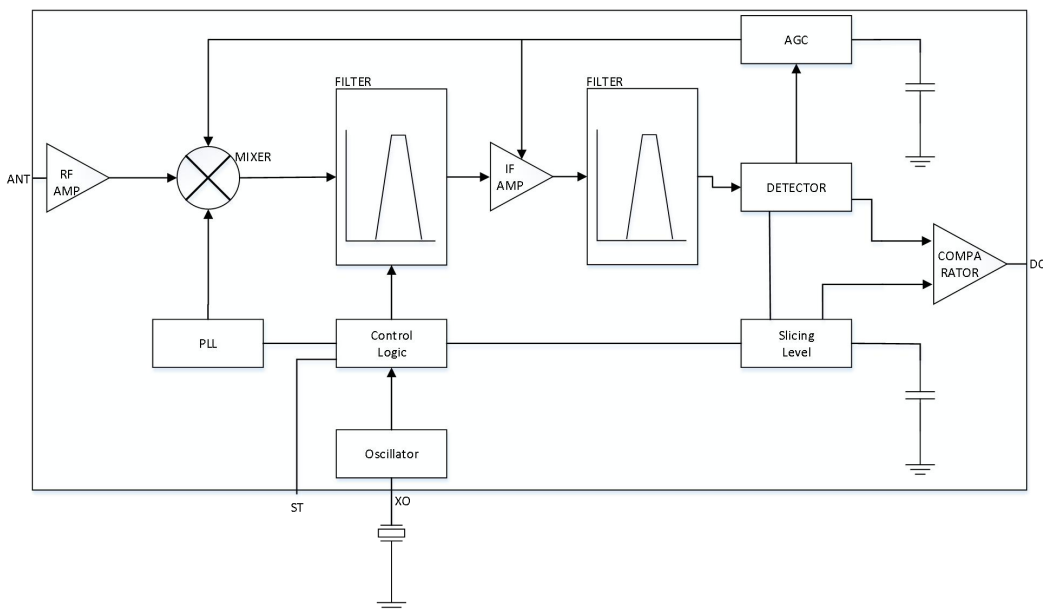 AGC
FILTER
FILTER
MIXER
ANT
RF
AMP
IF
AMP
DETECTOR
COMPA
RATOR
DO
PLL
Control
Logic
Slicing
Level
Oscillator
XO
ST